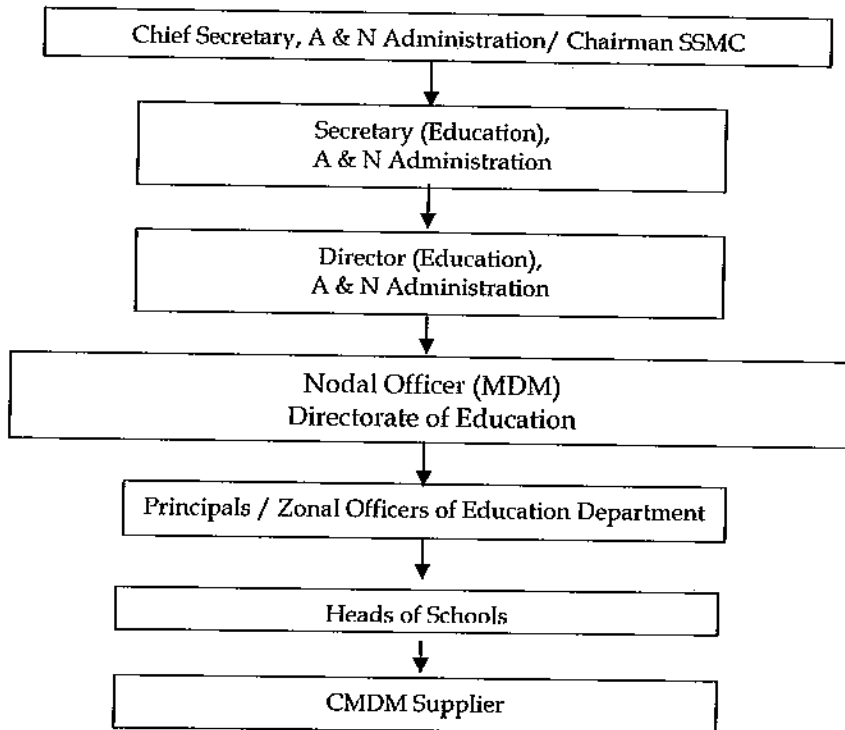 Chief Secretary, A & N Administration/ Chairman SSMC
Secretary (Education),
A & N Administration
Director (Education),
A & N Administration
Nodal Officer (MDM)
Directorate of Education
Principals / Zonal Officers of Education Department
Heads of Schools
CMDM Supplier